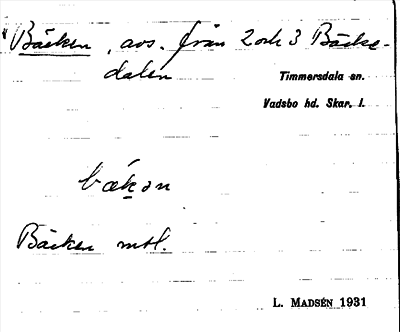 Bäcken, avs. från 2 och 3 Bäcke-
dalen
Timmersdala sn.
Vadsbo hd. Skar. l.
bækən
Bäcken mtl.
L. MADSÉN 1931